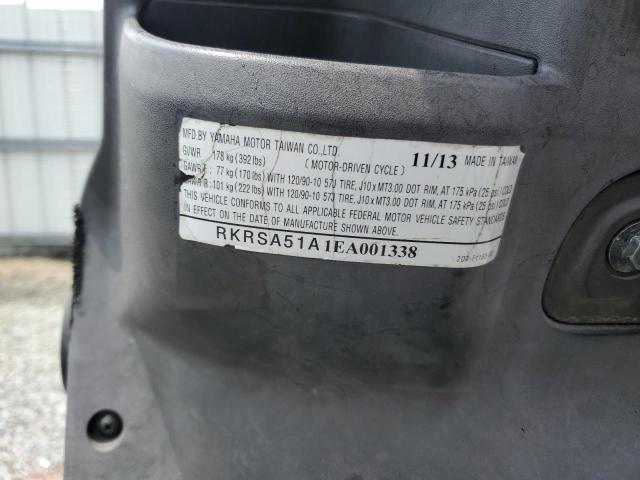 MFD.BY YAMAHA MOTOR TAIWAN CO.,LTD
GVWR 178 kg (392 lbs) (MOTOR-DRIVEN CYCLE) 11/13 MADE IN TAIWAN
GAWR F 77 kg (170 lbs) WITH 120/90-10 57J TIRE, J10 x MT3.00 DOT RIM, AT 175 kPa (25 psi) COLD
R 101 kg (222 lbs) WITH 120/90-10 57J TIRE, J10 x MT3.00 DOT RIM, AT 175 kPa (25 psi) COLD
THIS VEHICLE CONFORMS TO ALL APPLICABLE FEDERAL MOTOR VEHICLE SAFETY STANDARDS
IN EFFECT ON THE DATE OF MANUFACTURE SHOWN ABOVE.
RKRSA51A1EA001338